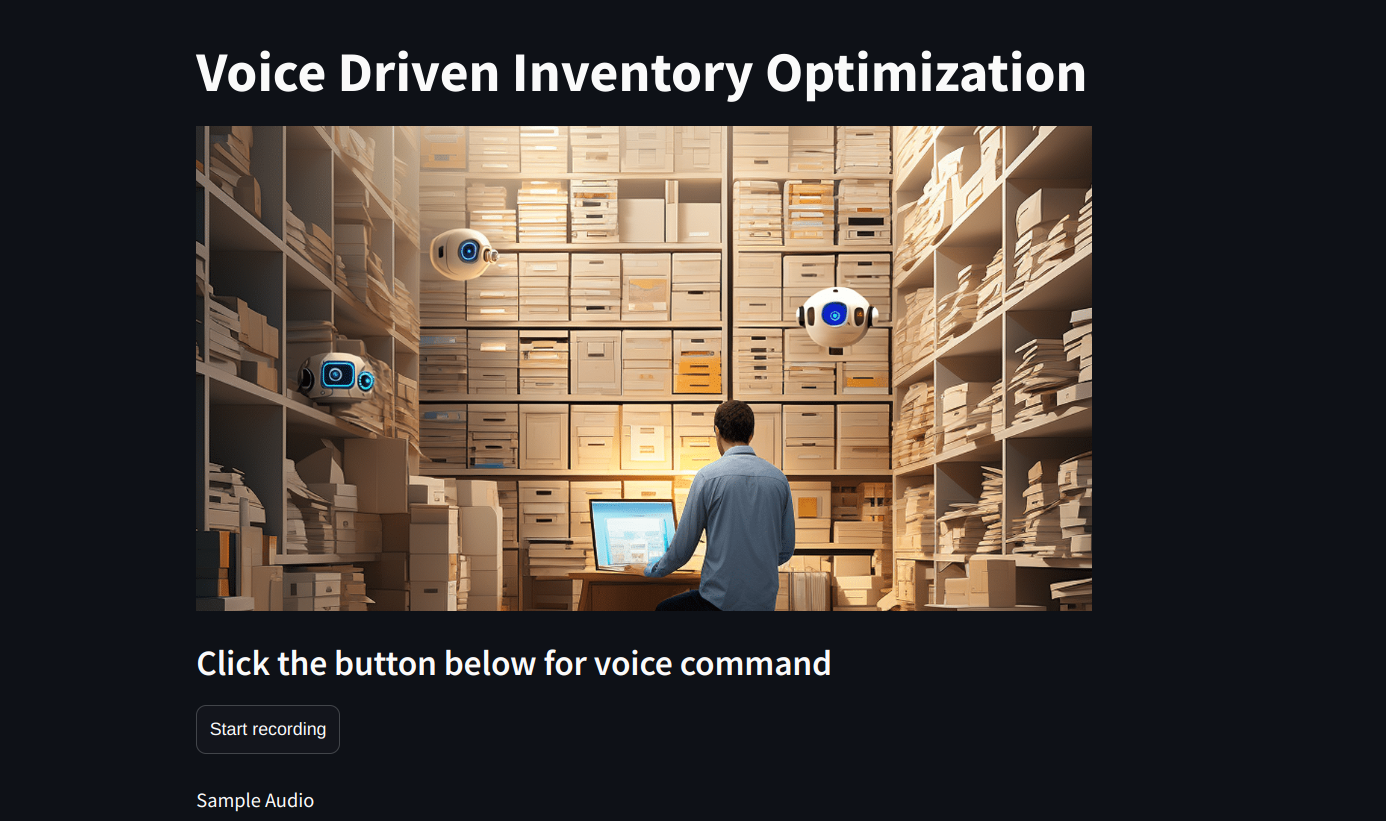 Voice Driven Inventory Optimization
Click the button below for voice command
Start recording
Sample Audio